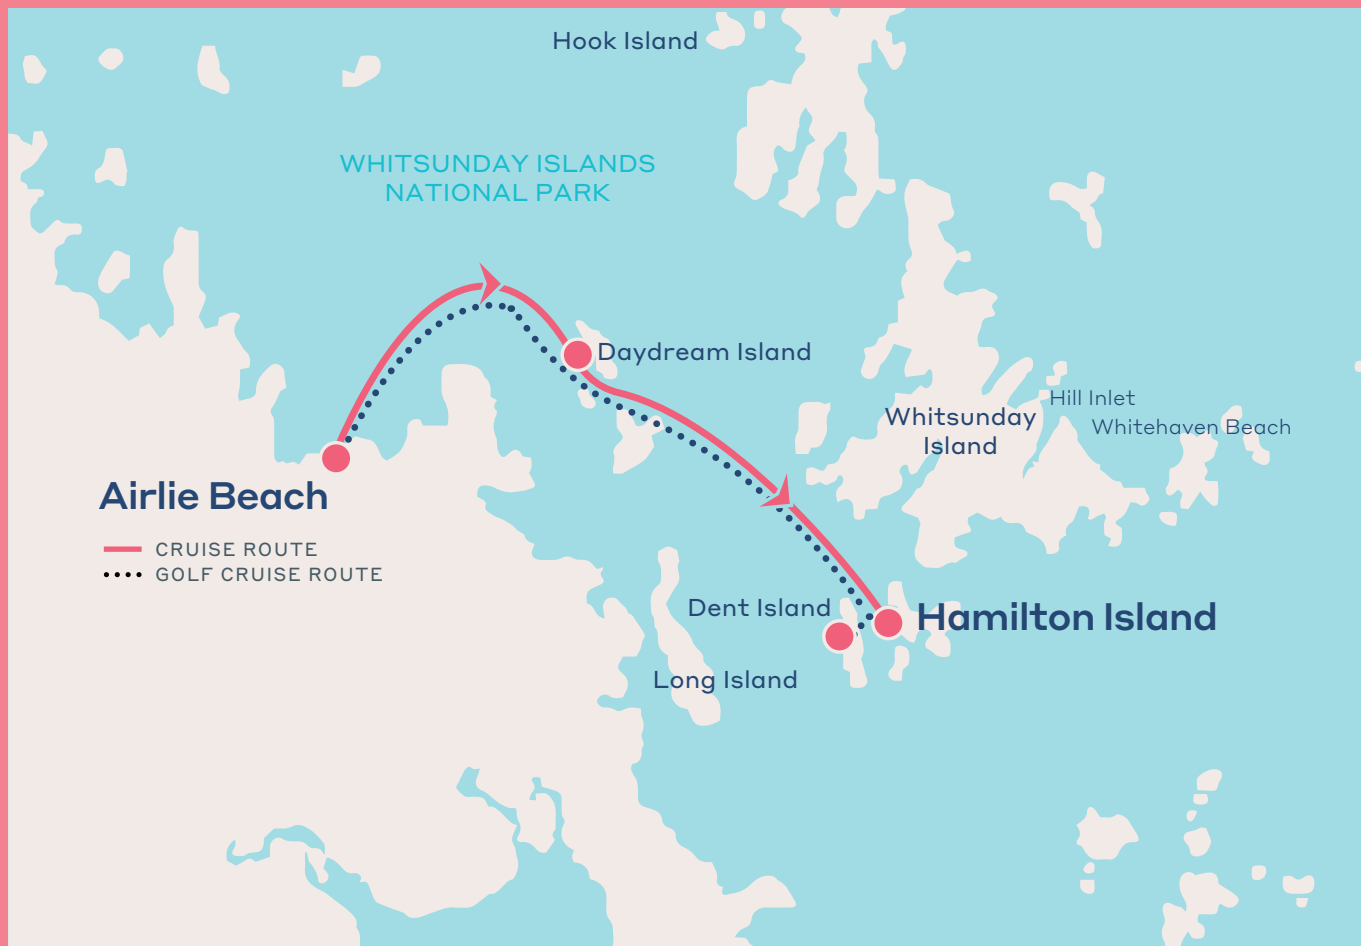 Hook Island
WHITSUNDAY ISLANDS
NATIONAL PARK
Daydream Island
Hill Inlet
Whitsunday
Island
Whitehaven Beach
Airlie Beach
CRUISE ROUTE
GOLF CRUISE ROUTE
Dent Island
Hamilton Island
Long Island